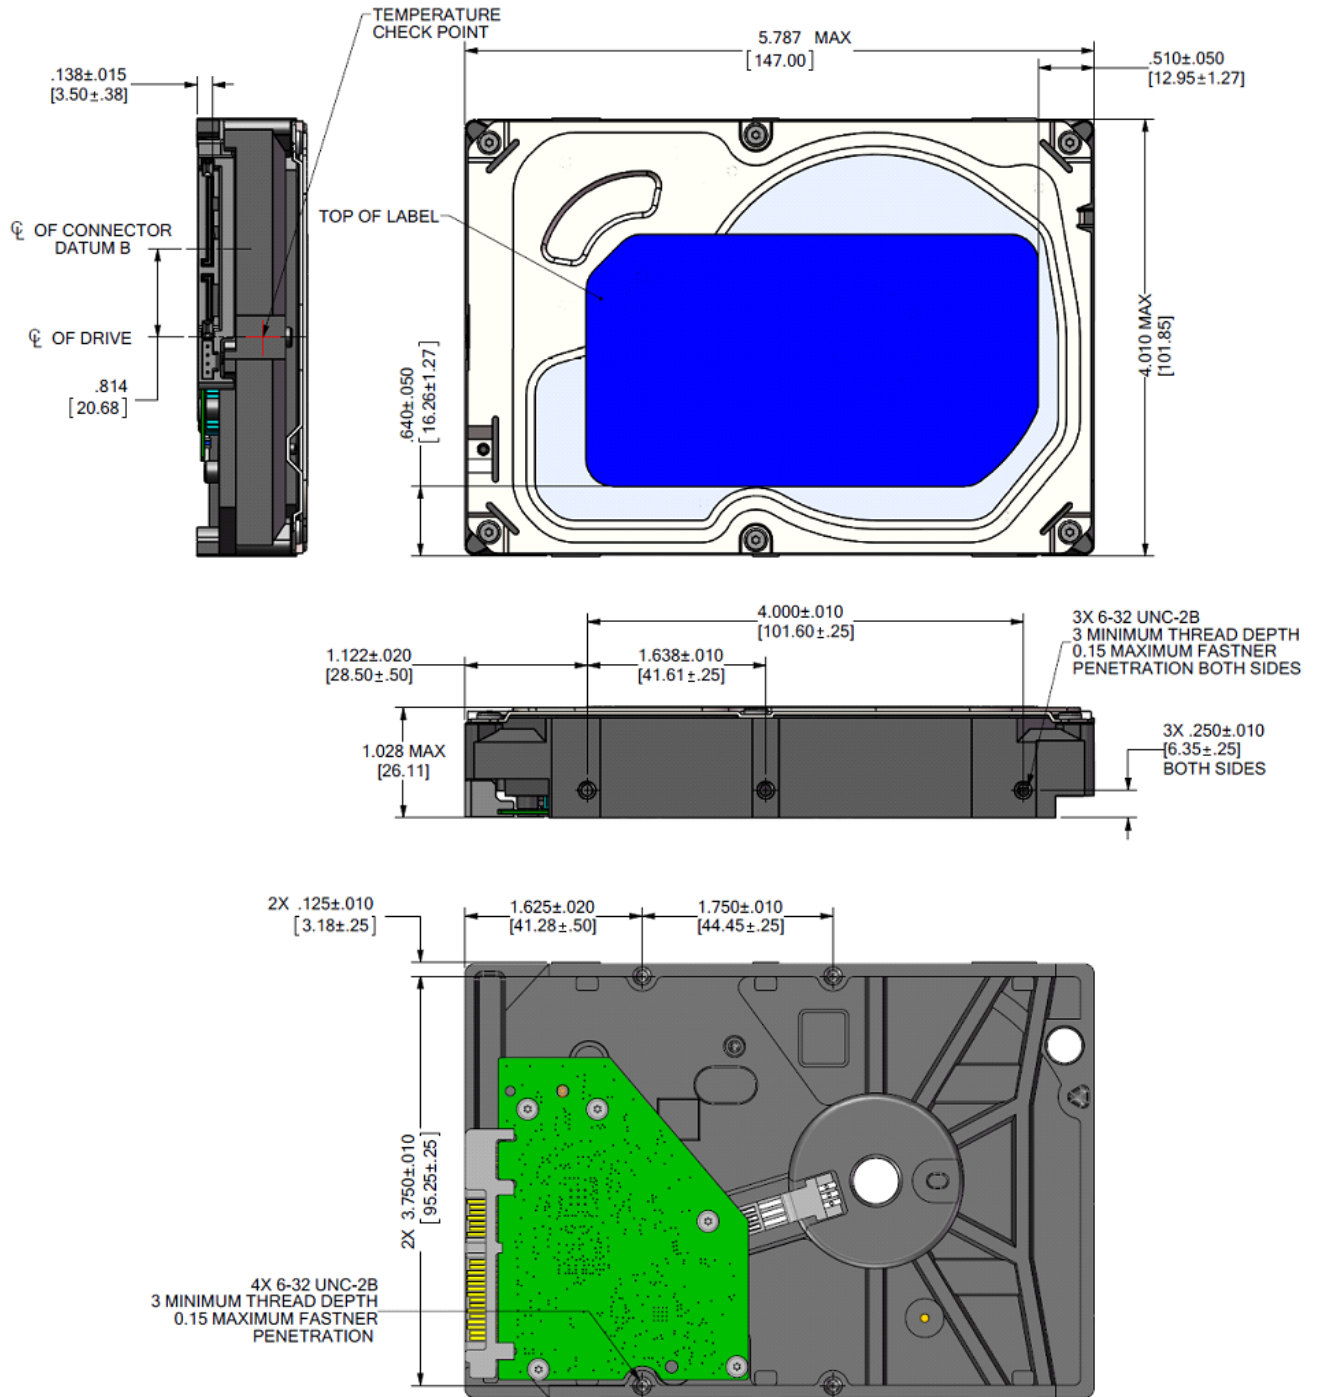 TEMPERATURE
CHECK POINT
5.787 MAX
[147.00]
.510±.050
[12.95±1.27]
.138±.015
[3.50±.38]
℄ OF CONNECTOR
DATUM B
TOP OF LABEL
℄ OF DRIVE
.814
[20.68]
.640±.050
[16.26±1.27]
4.010 MAX
[101.85]
4.000±.010
[101.60±.25]
3X 6-32 UNC-2B
3 MINIMUM THREAD DEPTH
0.15 MAXIMUM FASTNER
PENETRATION BOTH SIDES
1.122±.020
[28.50±.50]
1.638±.010
[41.61±.25]
1.028 MAX
[26.11]
3X .250±.010
[6.35±.25]
BOTH SIDES
2X .125±.010
[3.18±.25]
1.625±.020
[41.28±.50]
1.750±.010
[44.45±.25]
2X 3.750±.010
[95.25±.25]
4X 6-32 UNC-2B
3 MINIMUM THREAD DEPTH
0.15 MAXIMUM FASTNER
PENETRATION